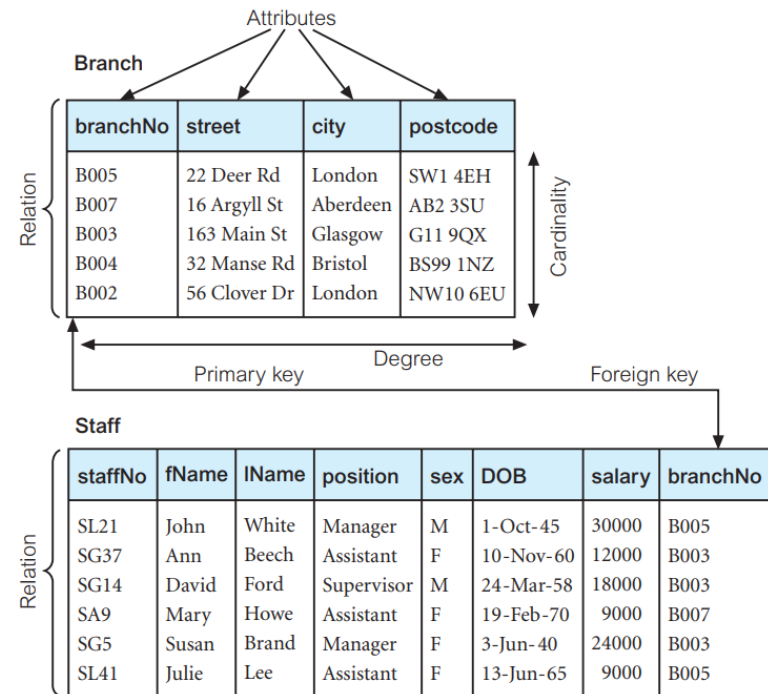 Attributes
Branch
branchNo street city postcode
B005 22 Deer Rd London SW1 4EH
B007 16 Argyll St Aberdeen AB2 3SU
B003 163 Main St Glasgow G11 9QX
B004 32 Manse Rd Bristol BS99 1NZ
B002 56 Clover Dr London NW10 6EU
Relation
Cardinality
Degree
Primary key
Foreign key
Staff
staffNo fName lName position sex DOB salary branchNo
SL21 John White Manager M 1-Oct-45 30000 B005
SG37 Ann Beech Assistant F 10-Nov-60 12000 B003
SG14 David Ford Supervisor M 24-Mar-58 18000 B003
SA9 Mary Howe Assistant F 19-Feb-70 9000 B007
SG5 Susan Brand Manager F 3-Jun-40 24000 B003
SL41 Julie Lee Assistant F 13-Jun-65 9000 B005
Relation